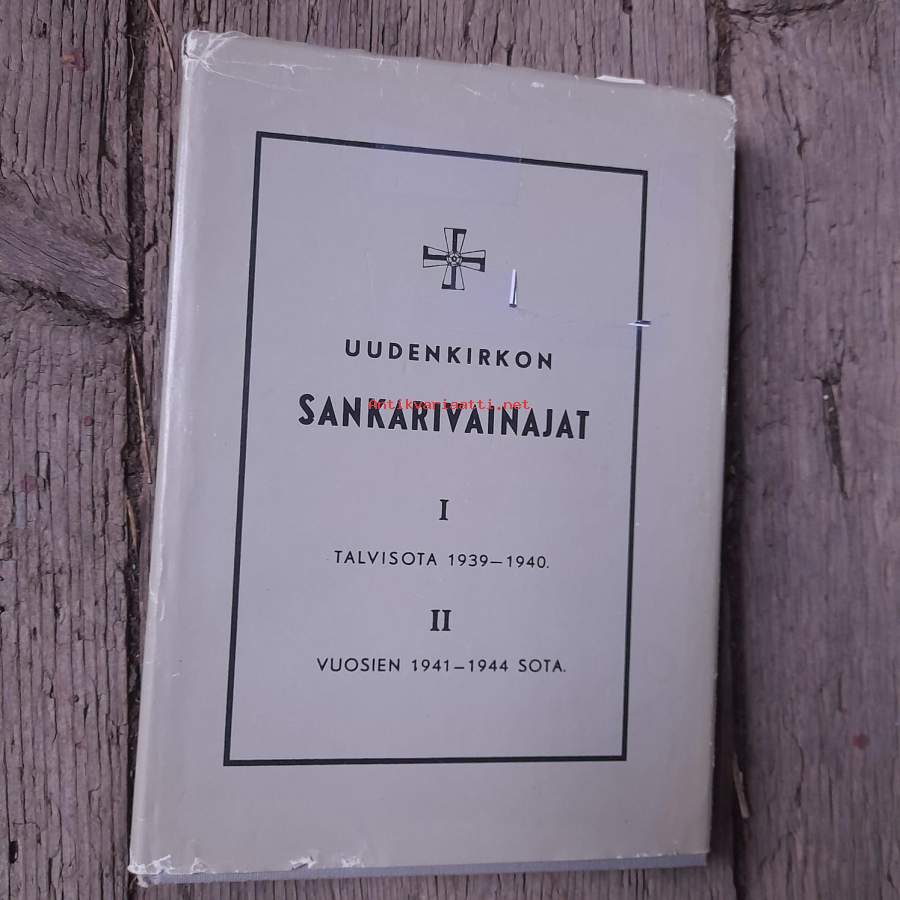 UUDENKIRKON
SANKARIVAINAJAT
Antikvariaatti.net
I
TALVISOTA 1939—1940.
II
VUOSIEN 1941—1944 SOTA.